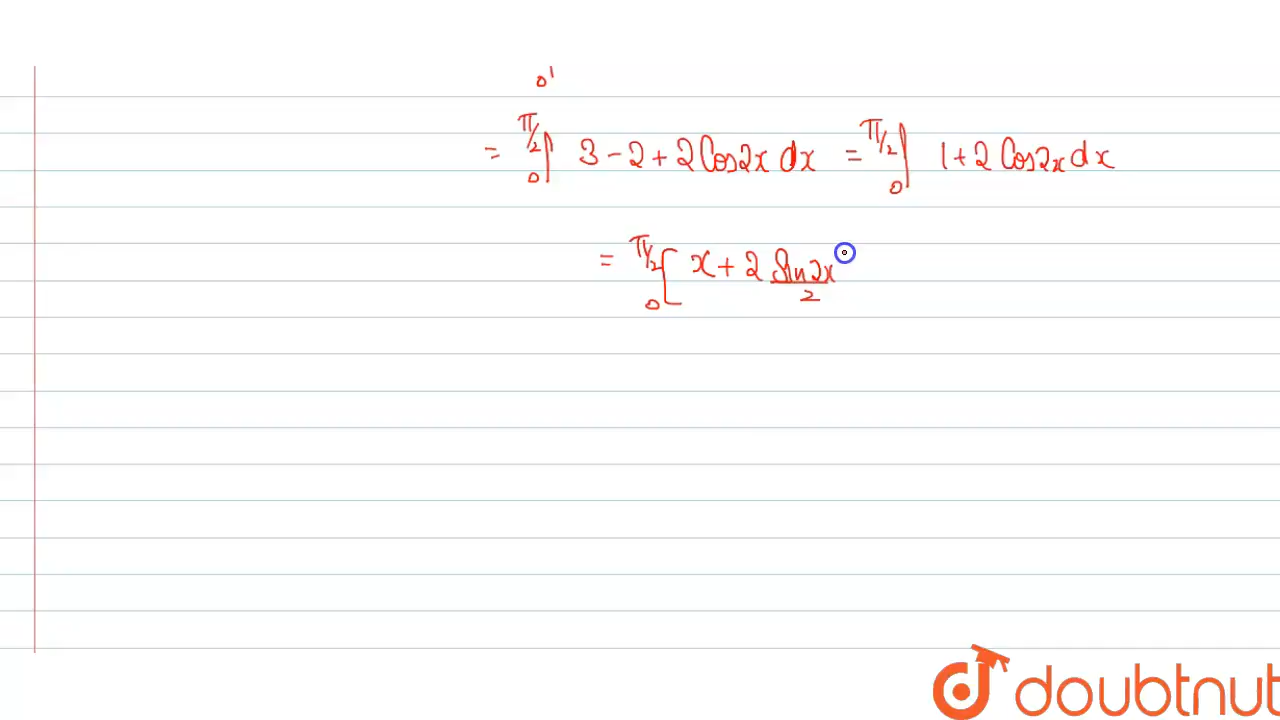 0
= π/2 ∫ 0 3 - 2 + 2 Cos2x dx = π/2 ∫ 0 1 + 2 Cos2x dx
= π/2 [ 0 x + 2 Sin2x / 2
doubtnut